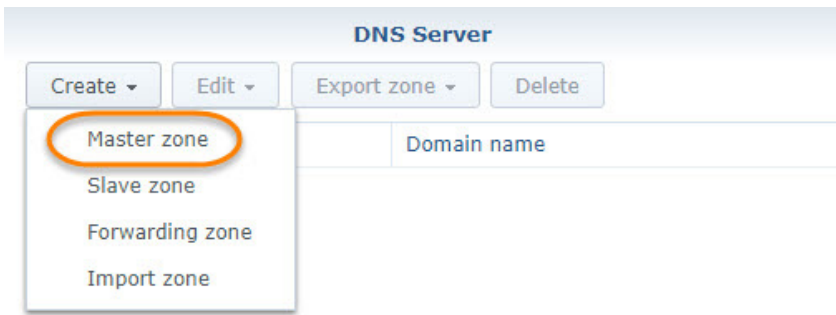 DNS Server
Create Edit Export zone Delete
Master zone Domain name
Slave zone
Forwarding zone
Import zone